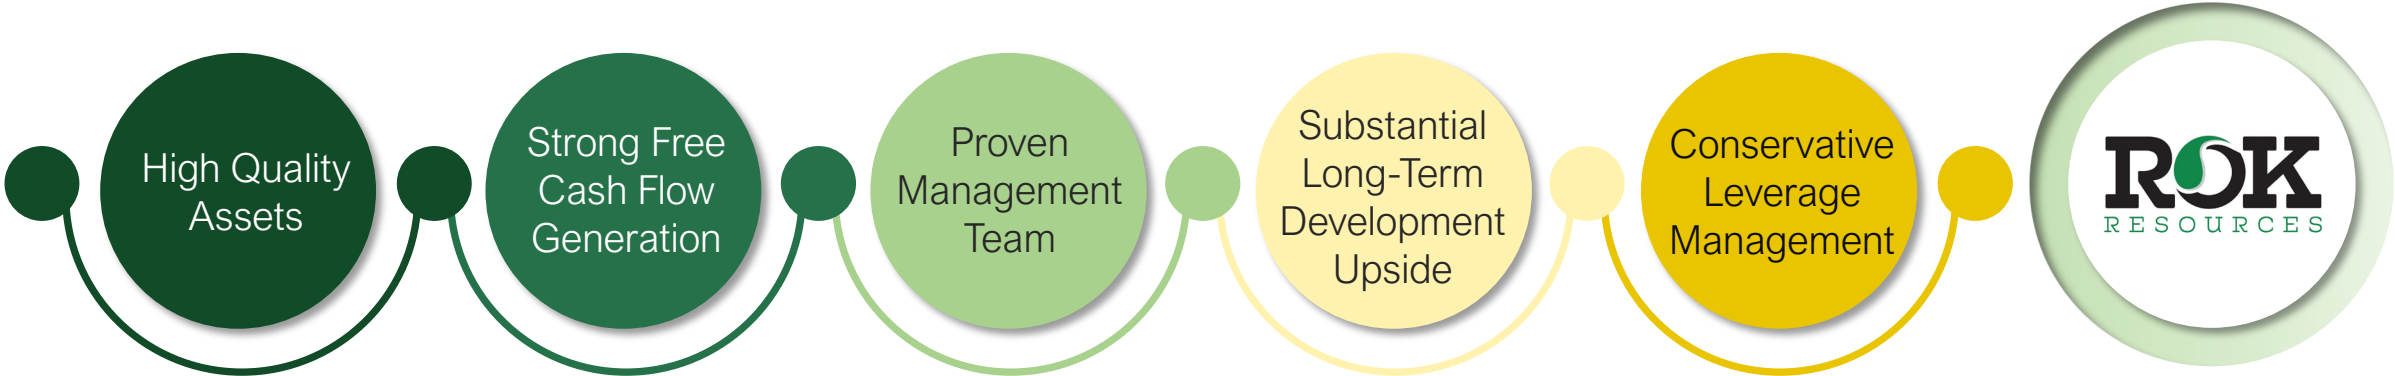 High Quality
Assets
Strong Free
Cash Flow
Generation
Proven
Management
Team
Substantial
Long-Term
Development
Upside
Conservative
Leverage
Management
ROK
RESOURCES